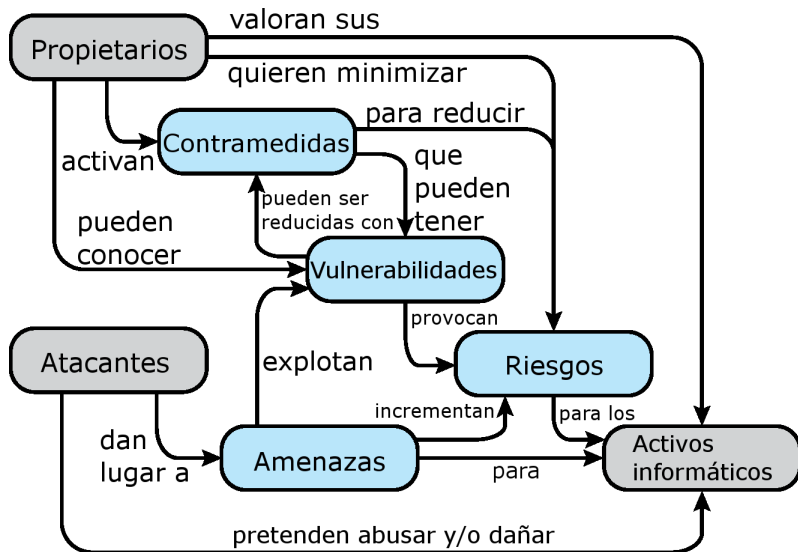 valoran sus
Propietarios
quieren minimizar
para reducir
Contramedidas
activan
que
pueden
tener
pueden ser
reducidas con
pueden
conocer
Vulnerabilidades
provocan
Atacantes
explotan
Riesgos
incrementan
para los
dan
lugar a
Amenazas
para
Activos
informáticos
pretenden abusar y/o dañar